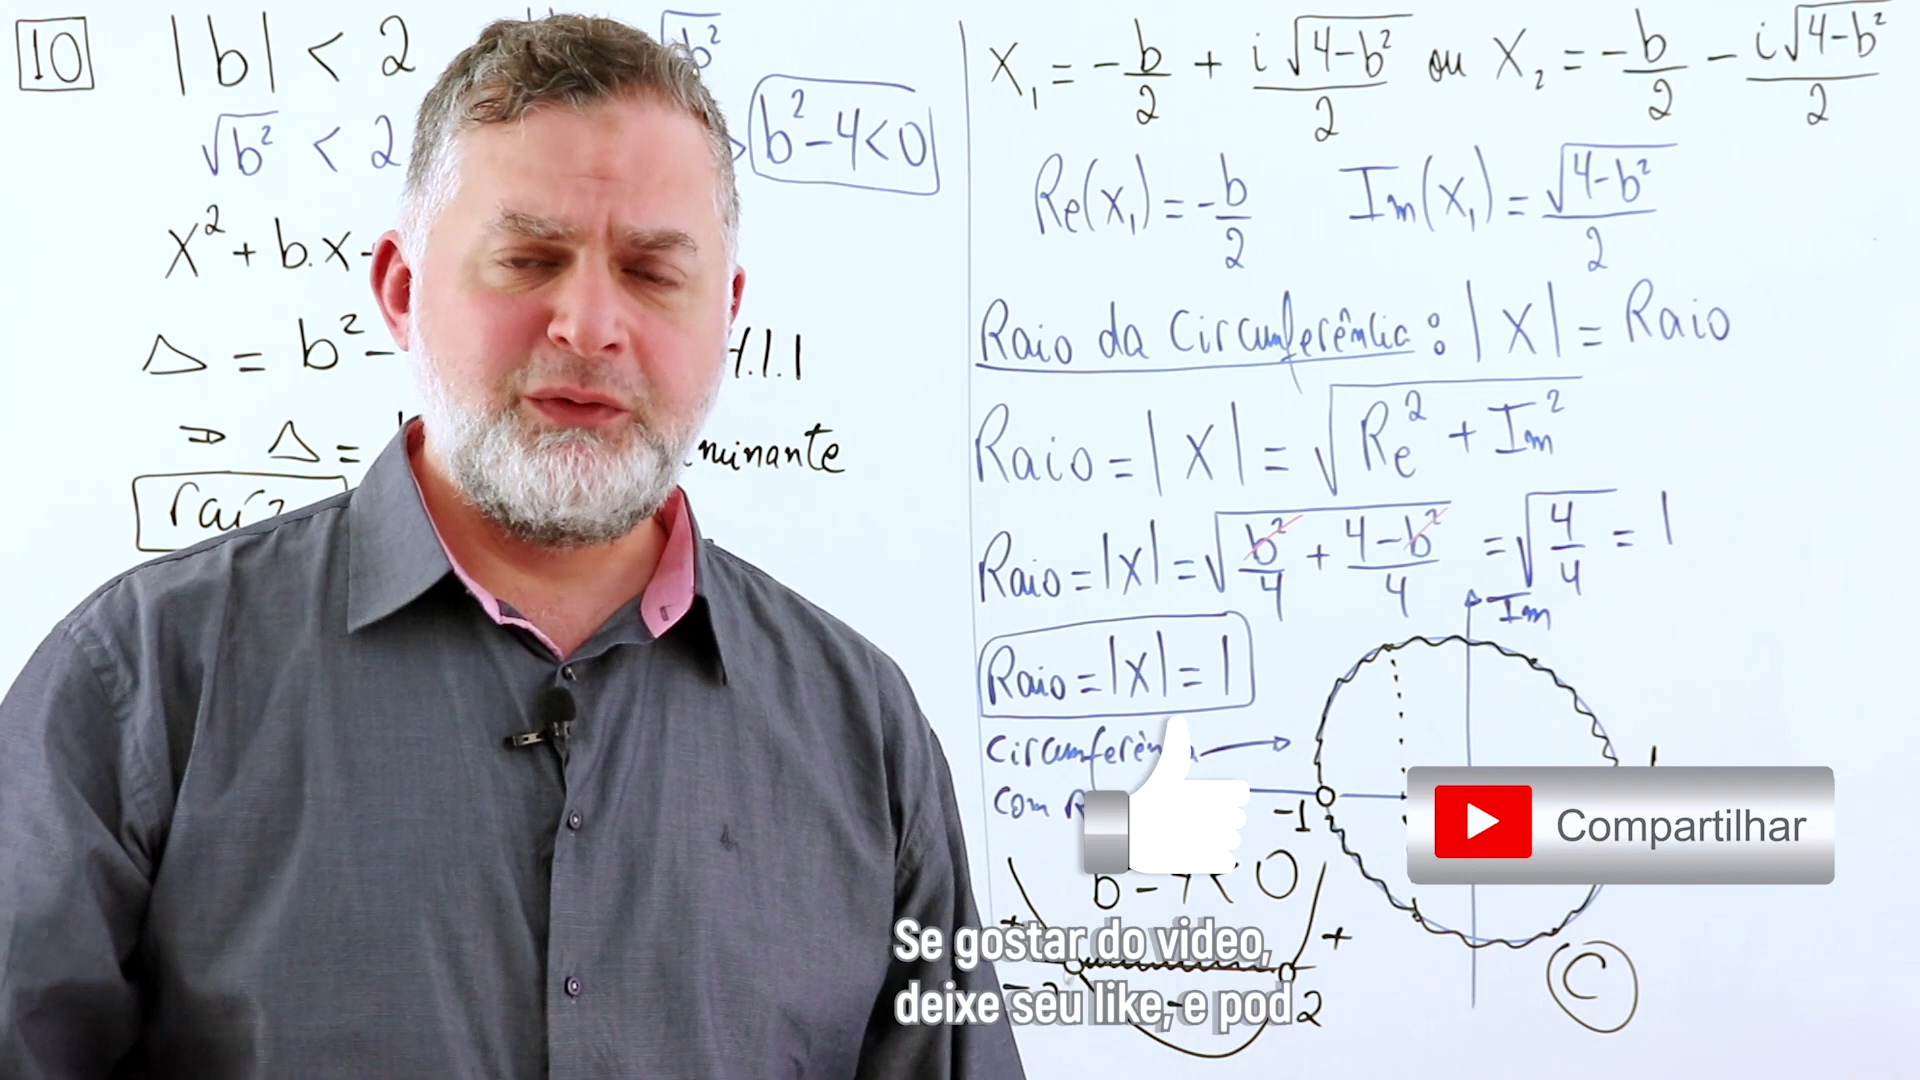 10 |b| < 2
√b²
√b² < 2
b² - 4 < 0
x² + b.x
Δ = b² - 4.1.1
⇒ Δ =
X₁ = -b/2 + i√(4-b²)/2 ou X₂ = -b/2 - i√(4-b²)/2
Re(x₁) = -b/2 Im(x₁) = √(4-b²)/2
Raio da Circunferência: |X| = Raio
Raio = |X| = √(Re² + Im²)
Raio = |x| = √(b²/4 + (4-b²)/4) = √(4/4) = 1
Raio = |x| = 1
Im
com
-1
1
Compartilhar
+
+
-
2
C
Se gostar do video,
deixe seu like, e pod